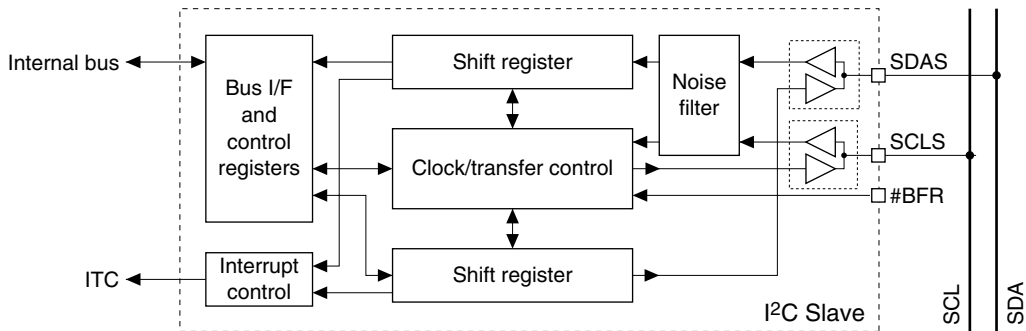 Internal bus
Bus I/F
and
control
registers
Shift register
Noise
filter
SDAS
Clock/transfer control
SCLS
#BFR
ITC
Interrupt
control
Shift register
I²C Slave
SCL
SDA